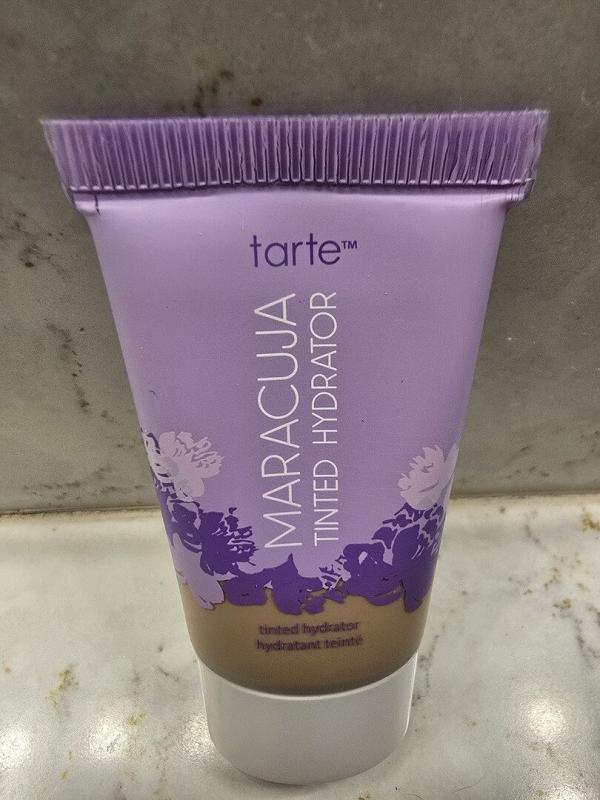 tarte™
MARACUJA
TINTED HYDRATOR
tinted hydrator
hydratant teinté